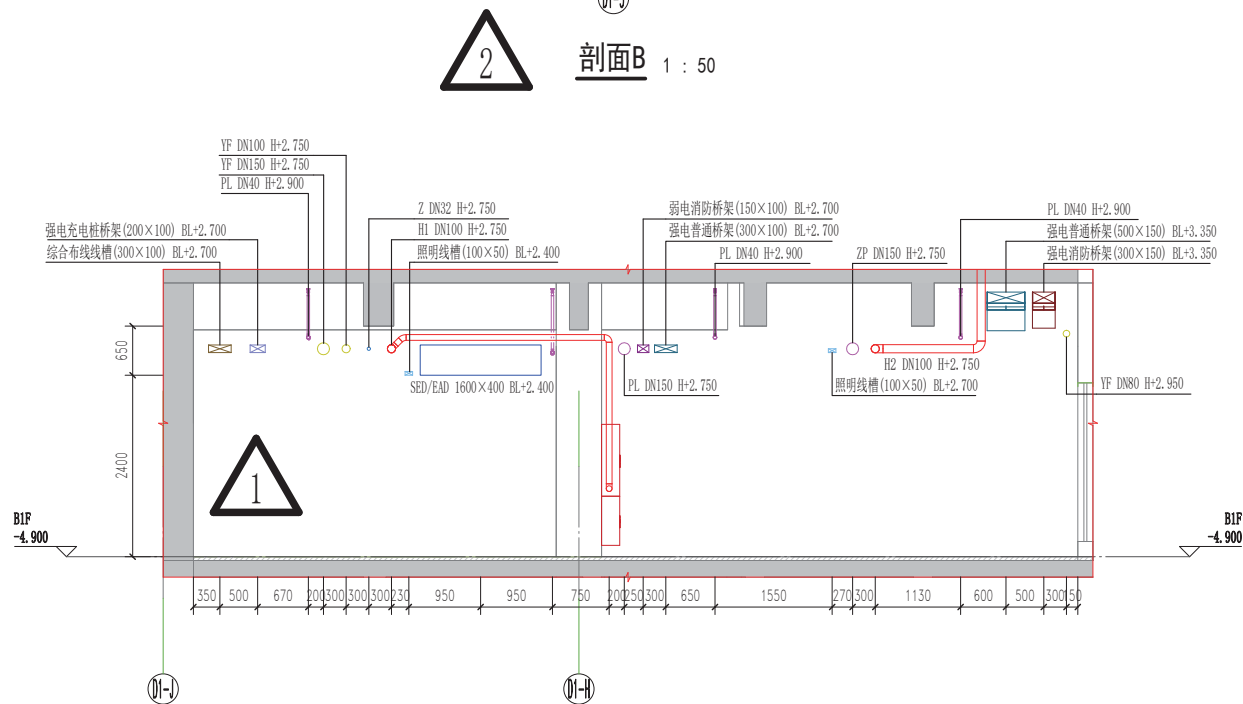 D1-J
2
剖面B 1 : 50
YF DN100 H+2.750
YF DN150 H+2.750
PL DN40 H+2.900
强电充电桩桥架(200×100) BL+2.700
综合布线线槽(300×100) BL+2.700
Z DN32 H+2.750
H1 DN100 H+2.750
照明线槽(100×50) BL+2.400
弱电消防桥架(150×100) BL+2.700
强电普通桥架(300×100) BL+2.700
PL DN40 H+2.900
ZP DN150 H+2.750
PL DN40 H+2.900
强电普通桥架(500×150) BL+3.350
强电消防桥架(300×150) BL+3.350
650
SED/EAD 1600×400 BL+2.400
PL DN150 H+2.750
H2 DN100 H+2.750
照明线槽(100×50) BL+2.700
YF DN80 H+2.950
2400
1
B1F
-4.900
B1F
-4.900
350 500 670 200 300 300 300 230 950 950 750 200 250 300 650 1550 270 300 1130 600 500 300 150
D1-J
D1-H